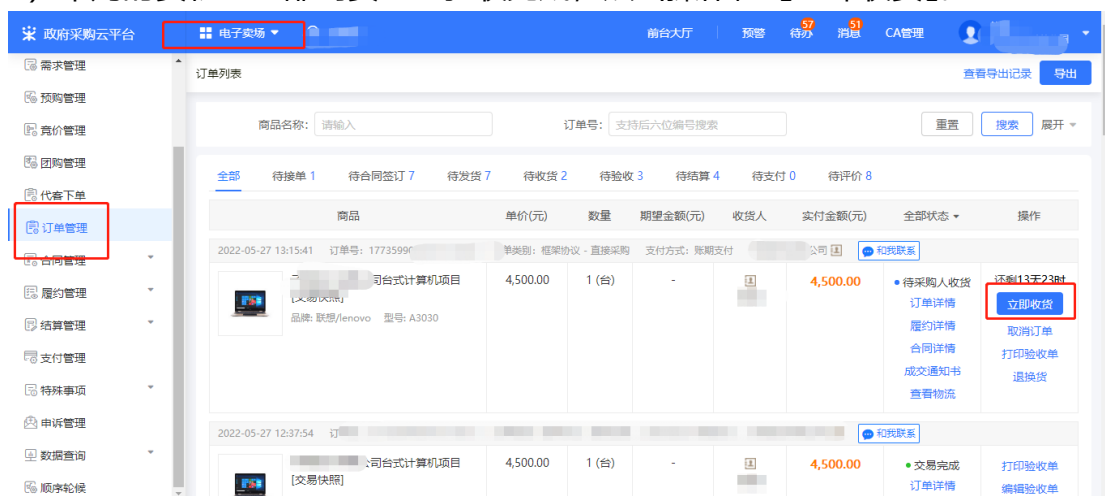 政府采购云平台
电子卖场
前台大厅 预警 待办 57 消息 51 CA管理
需求管理
预购管理
竞价管理
团购管理
代客下单
订单管理
合同管理
履约管理
结算管理
支付管理
特殊事项
申诉管理
数据查询
顺序轮候
订单列表 查看导出记录 导出
商品名称: 请输入 订单号: 支持后六位编号搜索 重置 搜索 展开
全部 待接单 1 待合同签订 7 待发货 7 待收货 2 待验收 3 待结算 4 待支付 0 待评价 8
商品 单价(元) 数量 期望金额(元) 收货人 实付金额(元) 全部状态 操作
2022-05-27 13:15:41 订单号: 17735990 单类别: 框架协议 - 直接采购 支付方式: 账期支付 公司 和我联系
司台式计算机项目 4,500.00 1 (台) - 4,500.00 待采购人收货 还剩13天23时
[交易快照]
品牌: 联想/lenovo 型号: A3030
订单详情 立即收货
履约详情 取消订单
合同详情 打印验收单
成交通知书 退换货
查看物流
2022-05-27 12:37:54 订 和我联系
公司台式计算机项目 4,500.00 1 (台) - 4,500.00 交易完成 打印验收单
[交易快照] 订单详情 编辑验收单